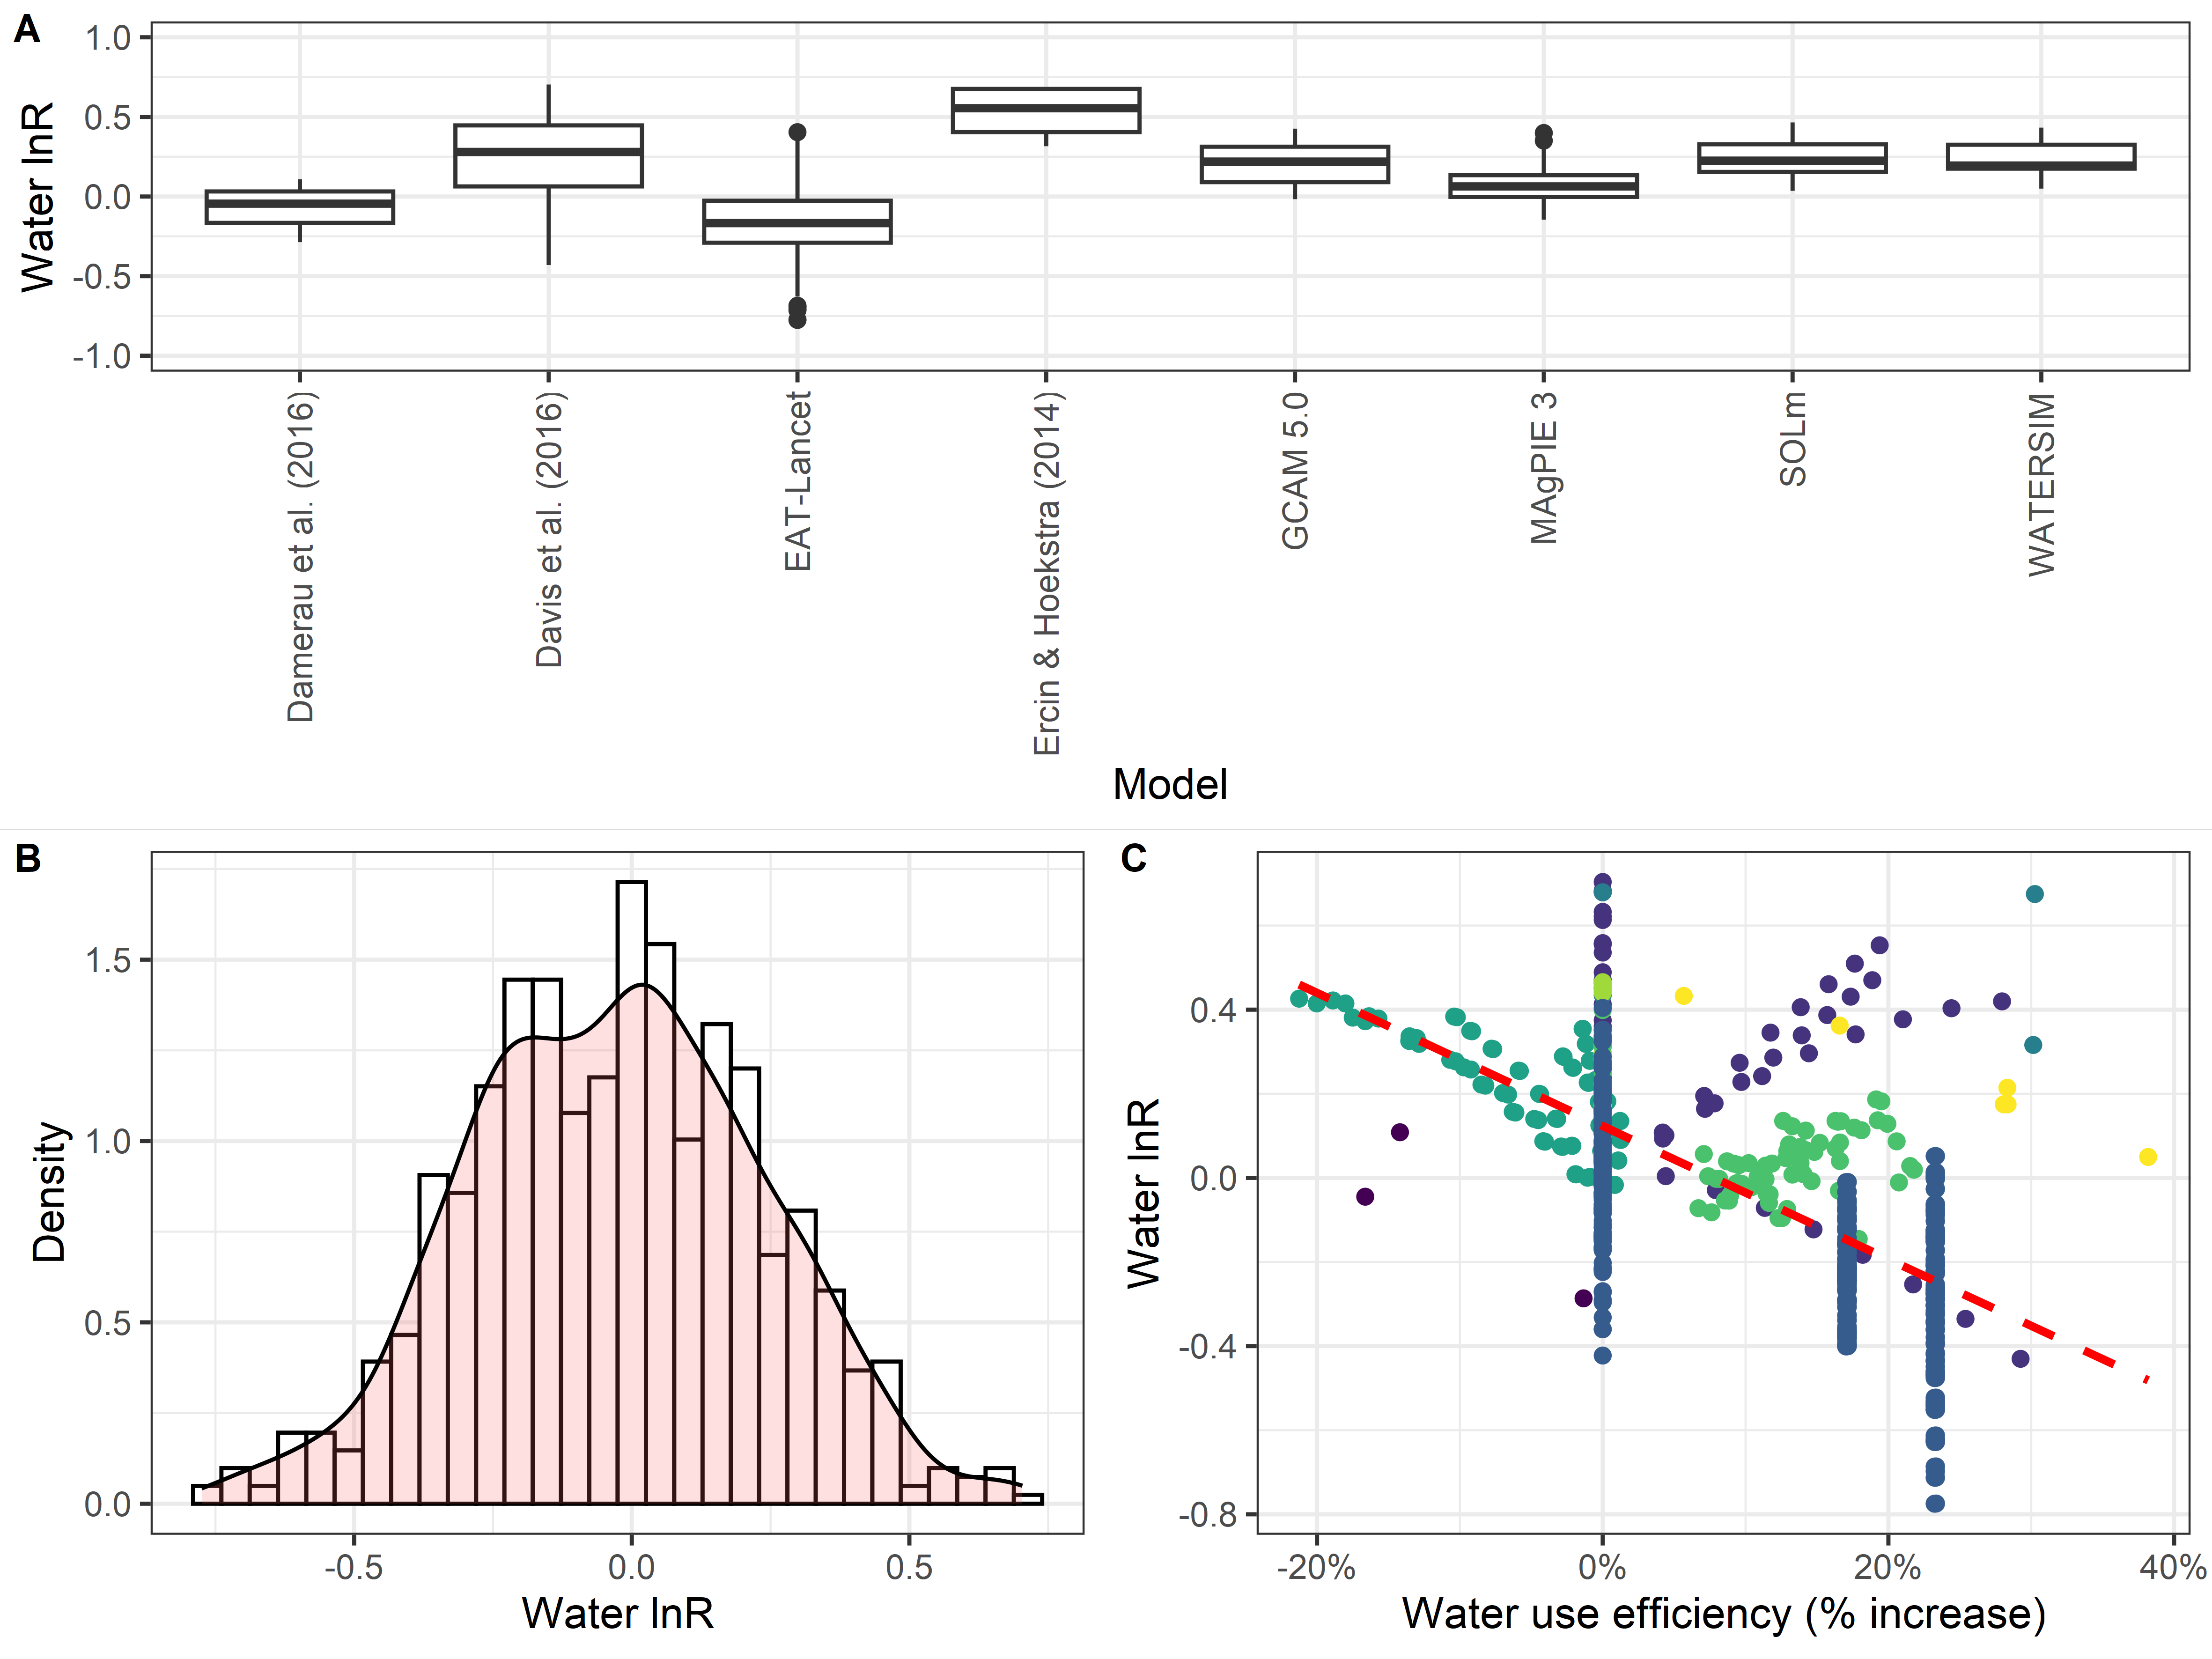 A
Water lnR
1.0
0.5
0.0
-0.5
-1.0
Damerau et al. (2016)
Davis et al. (2016)
EAT-Lancet
Ercin & Hoekstra (2014)
GCAM 5.0
MAgPIE 3
SOLm
WATERSIM
Model
B
Density
1.5
1.0
0.5
0.0
-0.5
0.0
0.5
Water lnR
C
Water lnR
0.4
0.0
-0.4
-0.8
-20%
0%
20%
40%
Water use efficiency (% increase)